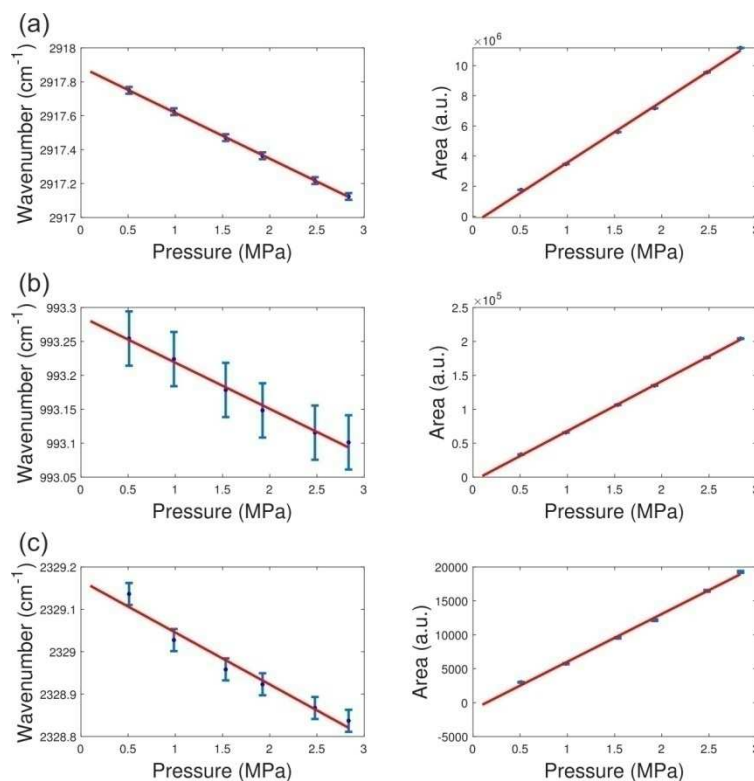 (a)
2918
2917.8
2917.6
2917.4
2917.2
2917
Wavenumber (cm⁻¹)
0 0.5 1 1.5 2 2.5 3
Pressure (MPa)
×10⁶
10
8
6
4
2
0
Area (a.u.)
0 0.5 1 1.5 2 2.5 3
Pressure (MPa)
(b)
993.3
993.25
993.2
993.15
993.1
993.05
Wavenumber (cm⁻¹)
0 0.5 1 1.5 2 2.5 3
Pressure (MPa)
×10⁵
2.5
2
1.5
1
0.5
0
Area (a.u.)
0 0.5 1 1.5 2 2.5 3
Pressure (MPa)
(c)
2329.2
2329.1
2329
2328.9
2328.8
Wavenumber (cm⁻¹)
0 0.5 1 1.5 2 2.5 3
Pressure (MPa)
20000
15000
10000
5000
0
-5000
Area (a.u.)
0 0.5 1 1.5 2 2.5 3
Pressure (MPa)